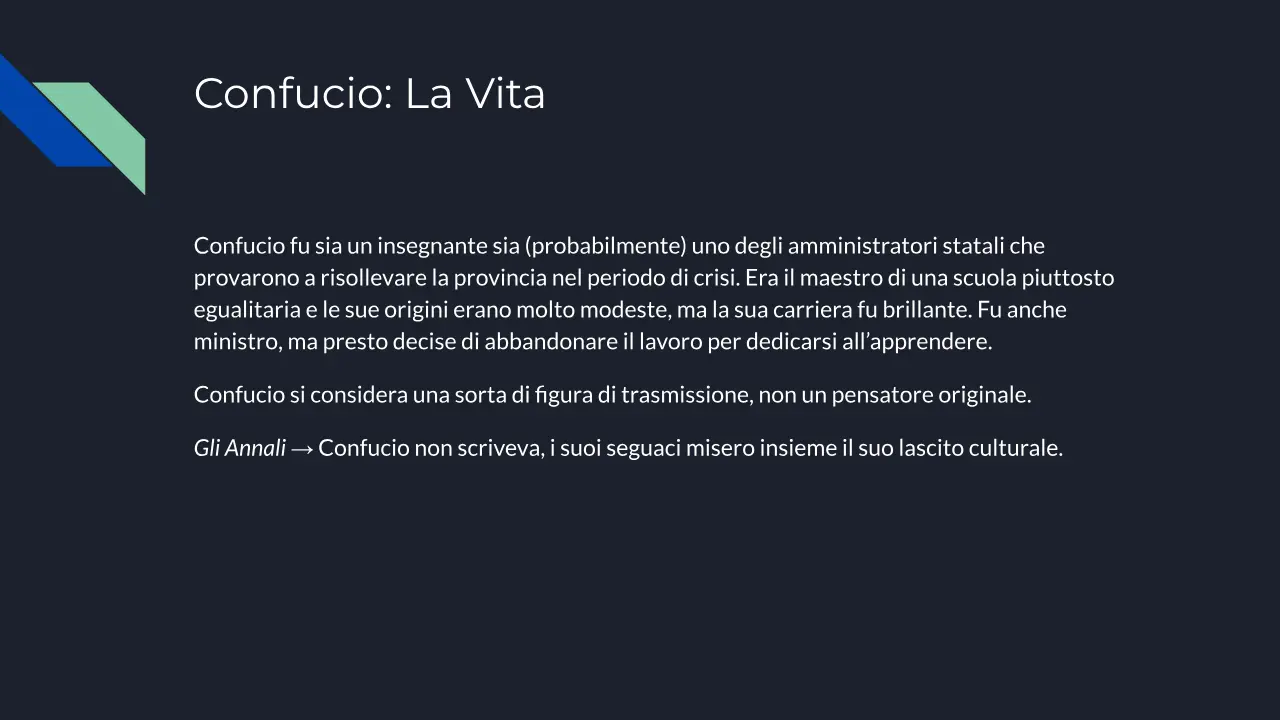 Confucio: La Vita
Confucio fu sia un insegnante sia (probabilmente) uno degli amministratori statali che
provarono a risollevare la provincia nel periodo di crisi. Era il maestro di una scuola piuttosto
egualitaria e le sue origini erano molto modeste, ma la sua carriera fu brillante. Fu anche
ministro, ma presto decise di abbandonare il lavoro per dedicarsi all’apprendere.
Confucio si considera una sorta di figura di trasmissione, non un pensatore originale.
Gli Annali → Confucio non scriveva, i suoi seguaci misero insieme il suo lascito culturale.